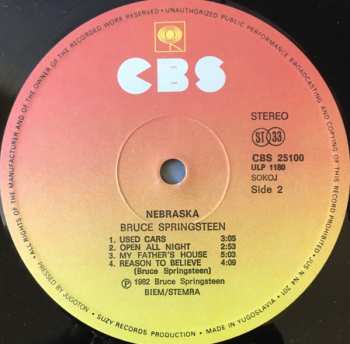 • ALL RIGHTS OF THE MANUFACTURER AND OF THE OWNER OF THE RECORDED WORK RESERVED • UNAUTHORIZED PUBLIC PERFORMANCE BROADCASTING AND COPYING OF THIS RECORD PROHIBITED •
CBS
STEREO
ST 33
CBS 25100
ULP 1180
SOKOJ
Side 2
NEBRASKA
BRUCE SPRINGSTEEN
1. USED CARS 3:05
2. OPEN ALL NIGHT 2:53
3. MY FATHER'S HOUSE 5:03
4. REASON TO BELIEVE 4:09
(Bruce Springsteen)
℗ 1982 Bruce Springsteen
BIEM/STEMRA
PRESSED BY JUGOTON • SUZY RECORDS PRODUCTION • MADE IN YUGOSLAVIA • JUS N. N4. 201